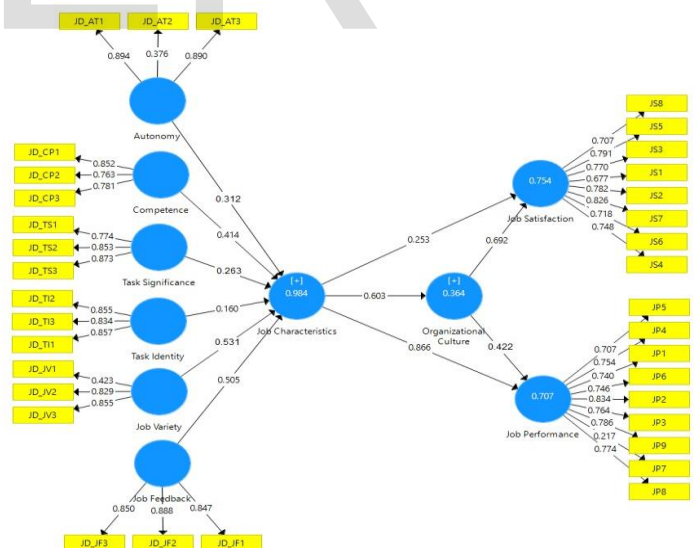 JD_AT1 JD_AT2 JD_AT3
0.894 0.376 0.890
Autonomy
JD_CP1
JD_CP2
JD_CP3
0.852
0.763
0.781
Competence
JD_TS1
JD_TS2
JD_TS3
0.774
0.853
0.873
Task Significance
JD_TI2
JD_TI3
JD_TI1
0.855
0.834
0.857
Task Identity
JD_JV1
JD_JV2
JD_JV3
0.423
0.829
0.855
Job Variety
Job Feedback
0.850 0.888 0.847
JD_JF3 JD_JF2 JD_JF1
0.312
0.414
0.263
0.160
0.531
0.505
[+]
0.984
Job Characteristics
0.253
0.603
0.866
[+]
0.364
Organizational
Culture
0.692
0.422
0.754
Job Satisfaction
0.707
0.791
0.770
0.677
0.782
0.826
0.718
0.748
JS8
JS5
JS3
JS1
JS2
JS7
JS6
JS4
0.707
Job Performance
0.707
0.754
0.740
0.746
0.834
0.764
0.786
0.217
0.774
JP5
JP4
JP1
JP6
JP2
JP3
JP9
JP7
JP8